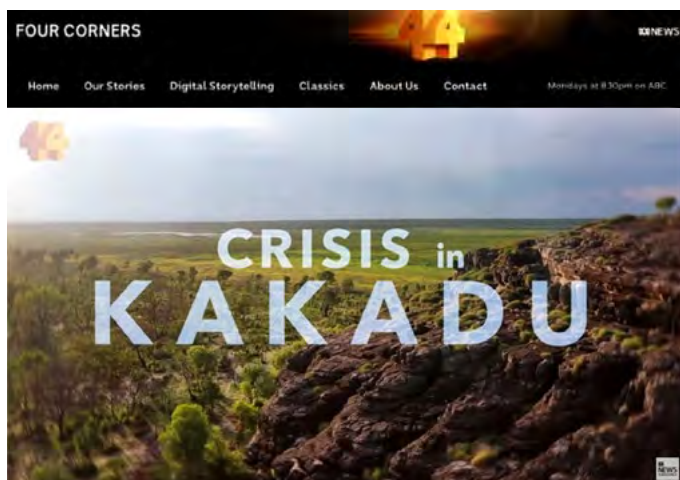 FOUR CORNERS
NEWS
Home Our Stories Digital Storytelling Classics About Us Contact Mondays at 8.30pm on ABC
CRISIS in
KAKADU
NEWS